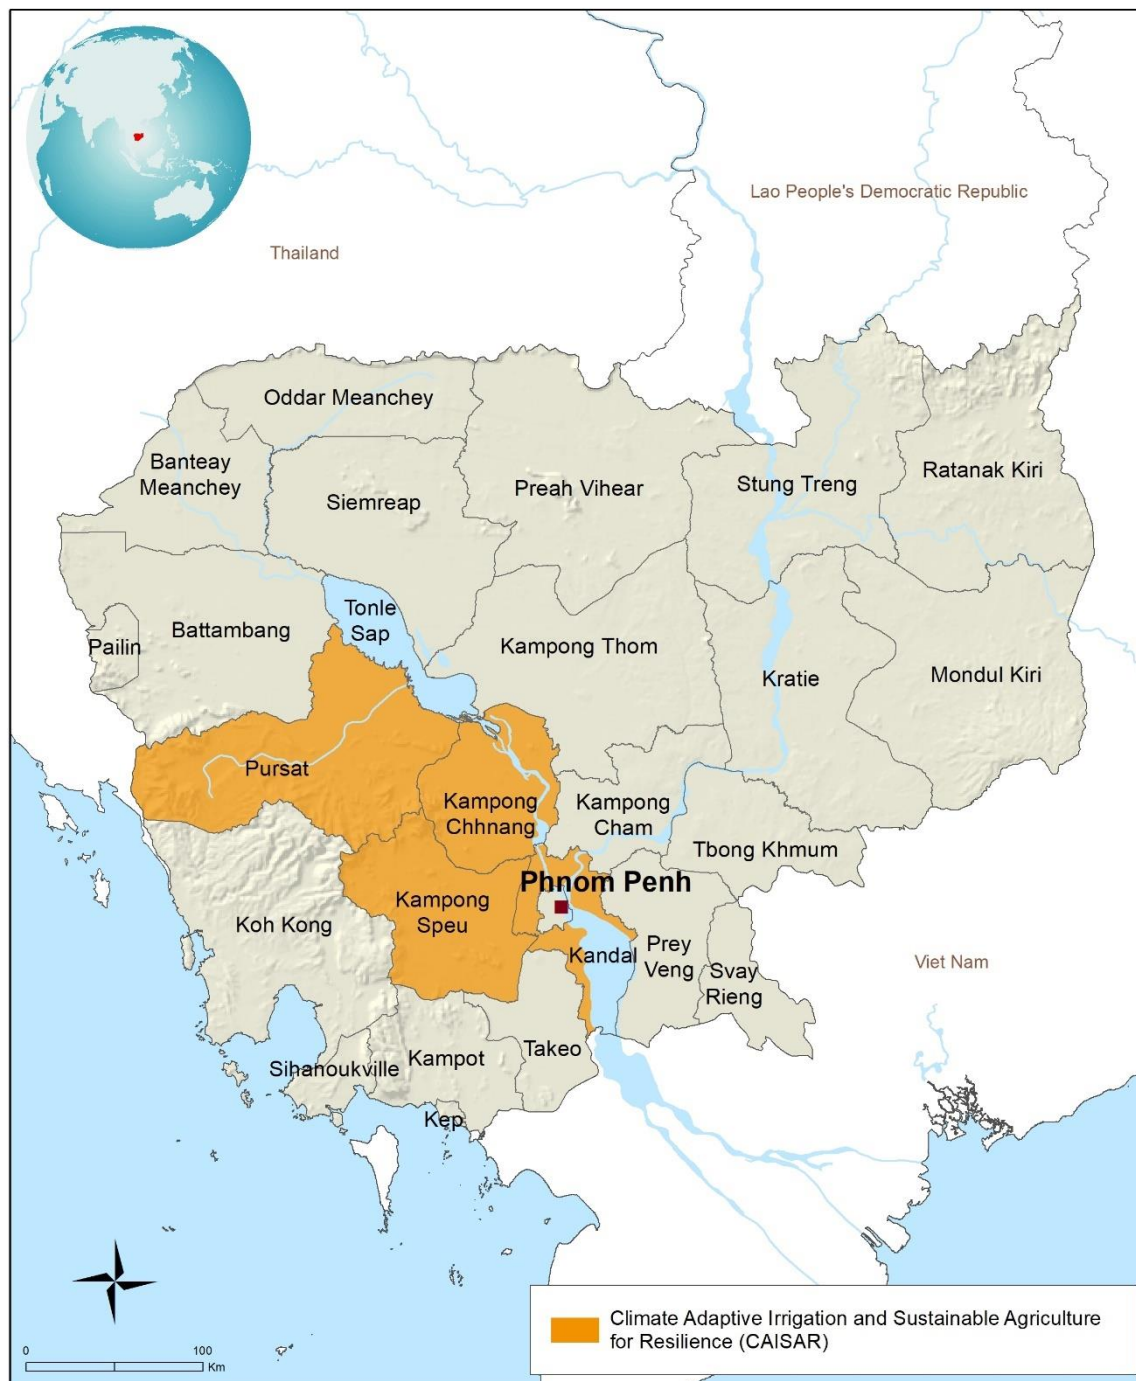 Lao People's Democratic Republic
Thailand
Oddar Meanchey
Banteay
Meanchey
Siemreap
Preah Vihear
Stung Treng
Ratanak Kiri
Tonle
Sap
Pailin
Battambang
Kampong Thom
Kratie
Mondul Kiri
Pursat
Kampong
Chhnang
Kampong
Cham
Tbong Khmum
Phnom Penh
Kampong
Speu
Koh Kong
Kandal
Prey
Veng
Svay
Rieng
Viet Nam
Takeo
Kampot
Sihanoukville
Kep
Climate Adaptive Irrigation and Sustainable Agriculture
for Resilience (CAISAR)
0 100
Km